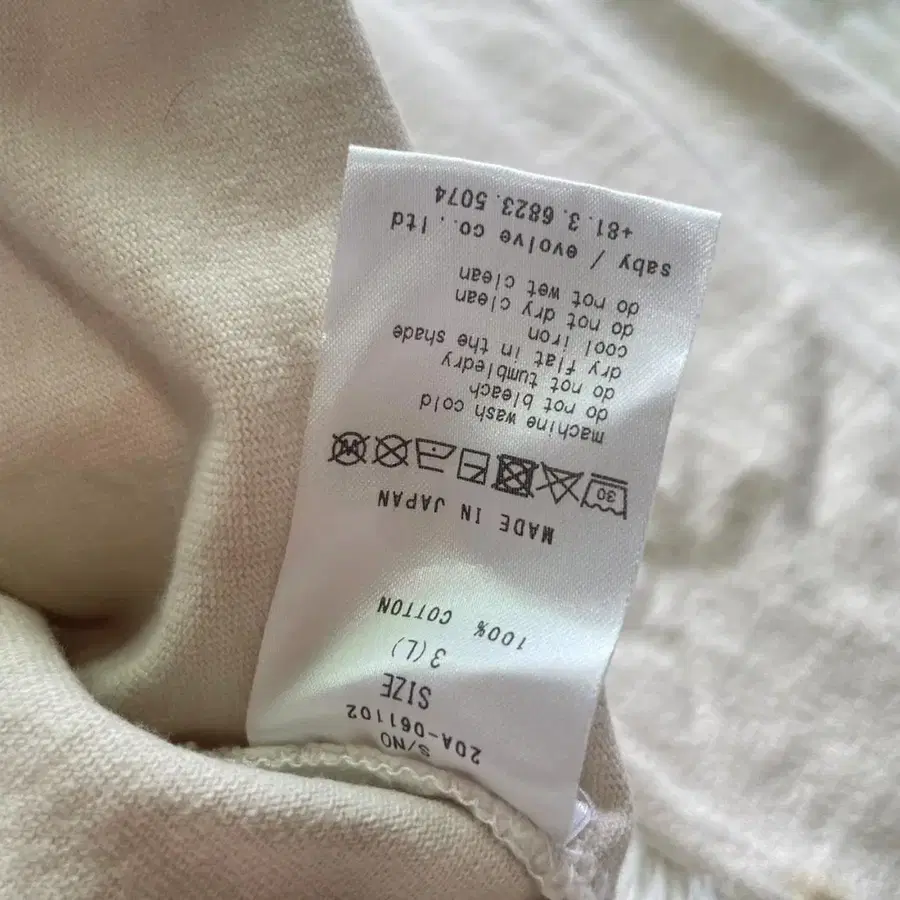 S/NO
20A-061102
SIZE
3(L)
100% COTTON
MADE IN JAPAN
30
machine wash cold
do not bleach
do not tumbledry
dry flat in the shade
cool iron
do not dry clean
do not wet clean
saby / evolve co., ltd
+81.3.6823.5074